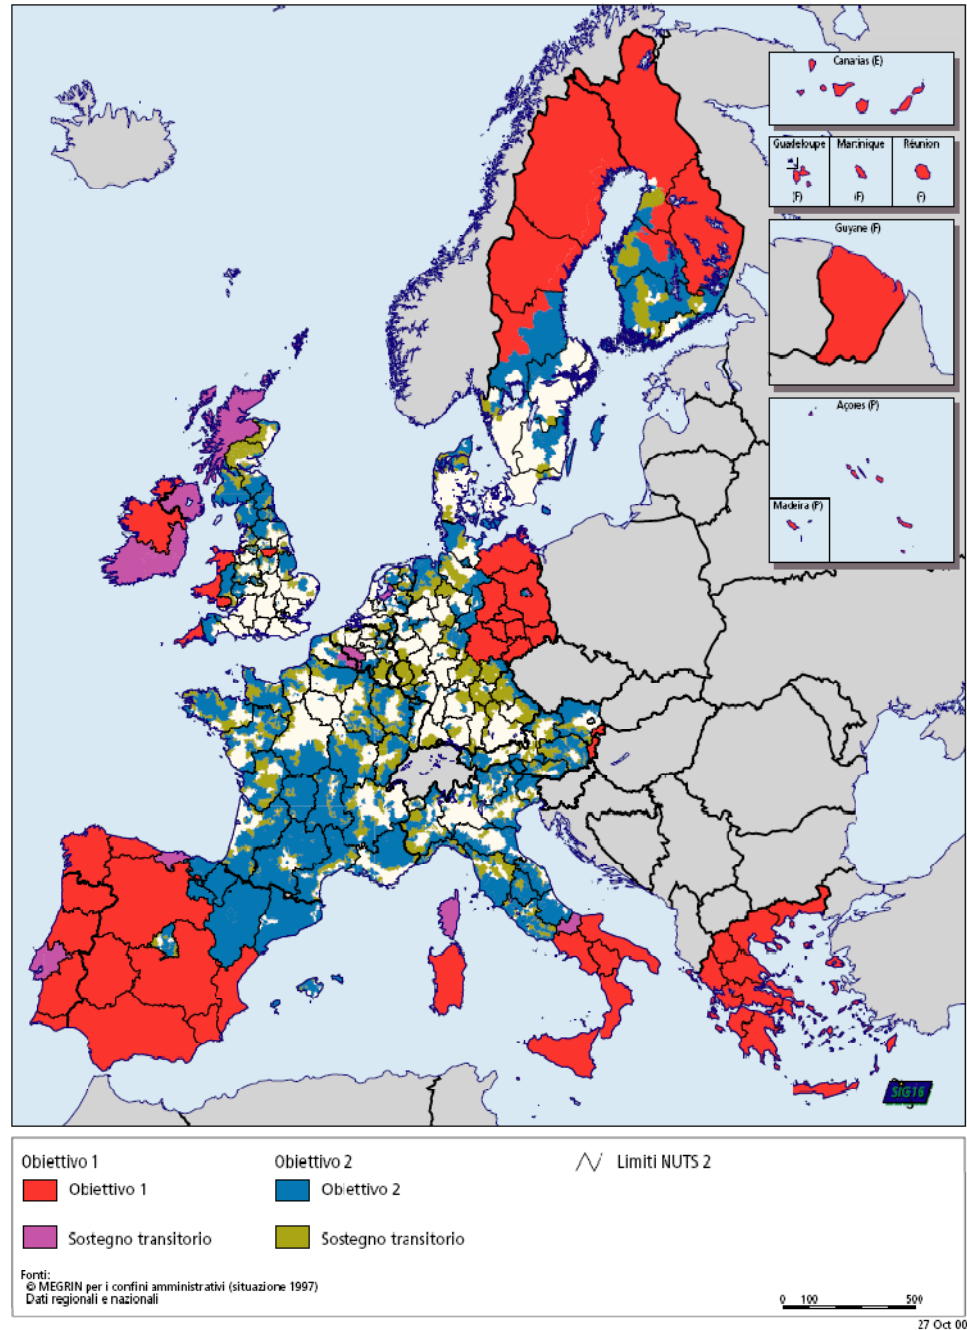 Canarias (E)
Guadeloupe
Martinique
Réunion
(F)
(F)
(F)
Guyane (F)
Açores (P)
Madeira (P)
SIG16
Obiettivo 1
Obiettivo 2
Limiti NUTS 2
Obiettivo 1
Obiettivo 2
Sostegno transitorio
Sostegno transitorio
Fonti:
© MEGRIN per i confini amministrativi (situazione 1997)
Dati regionali e nazionali
0 100 500
27 Oct 00